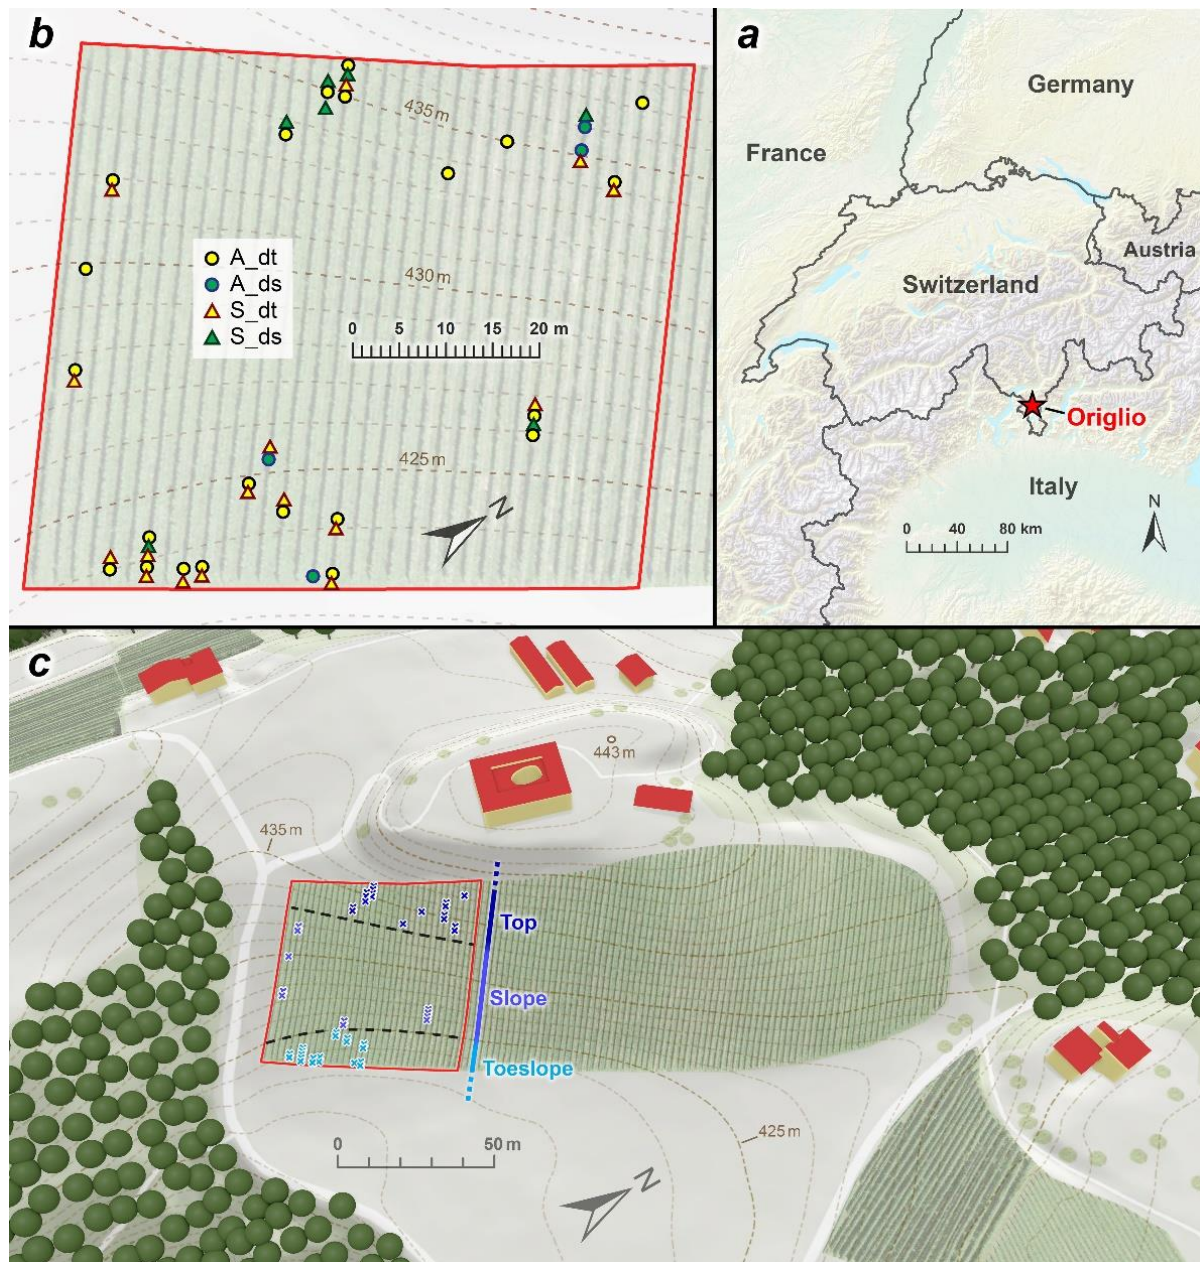 b
435 m
430 m
A_dt
A_ds
S_dt
S_ds
0 5 10 15 20 m
425 m
N
a
Germany
France
Austria
Switzerland
Origlio
Italy
0 40 80 km
N
c
443 m
435 m
Top
Slope
Toeslope
0 50 m
425 m
N